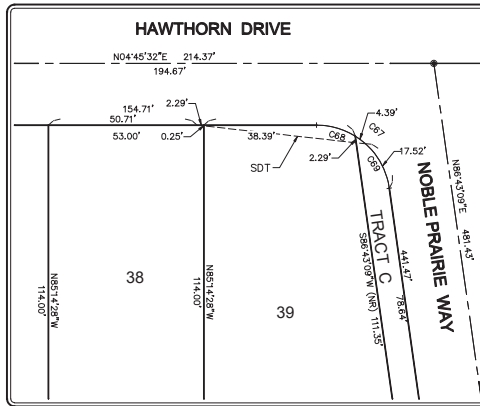 HAWTHORN DRIVE
N04°45'32"E 214.37'
194.67'
154.71' 2.29'
50.71' 4.39'
53.00' 0.25' 38.39' C68 C67
2.29' C69 17.52'
SDT
NOBLE PRAIRIE WAY
N86°43'09"E 481.43'
TRACT C
S86°43'09"W (NR) 111.35'
441.47'
78.64'
38
39
N85°14'28"W
114.00'
N85°14'28"W
114.00'